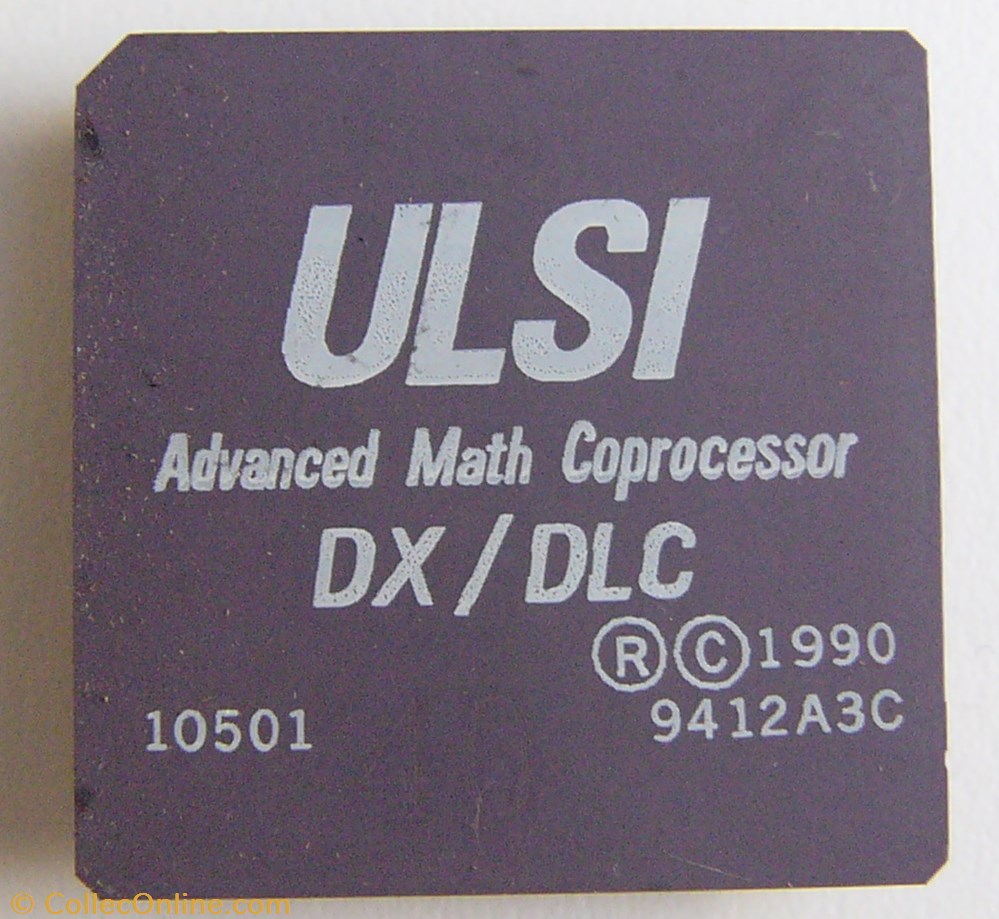 ULSI
Advanced Math Coprocessor
DX/DLC
®©1990
10501 9412A3C
© CollecOnline.com